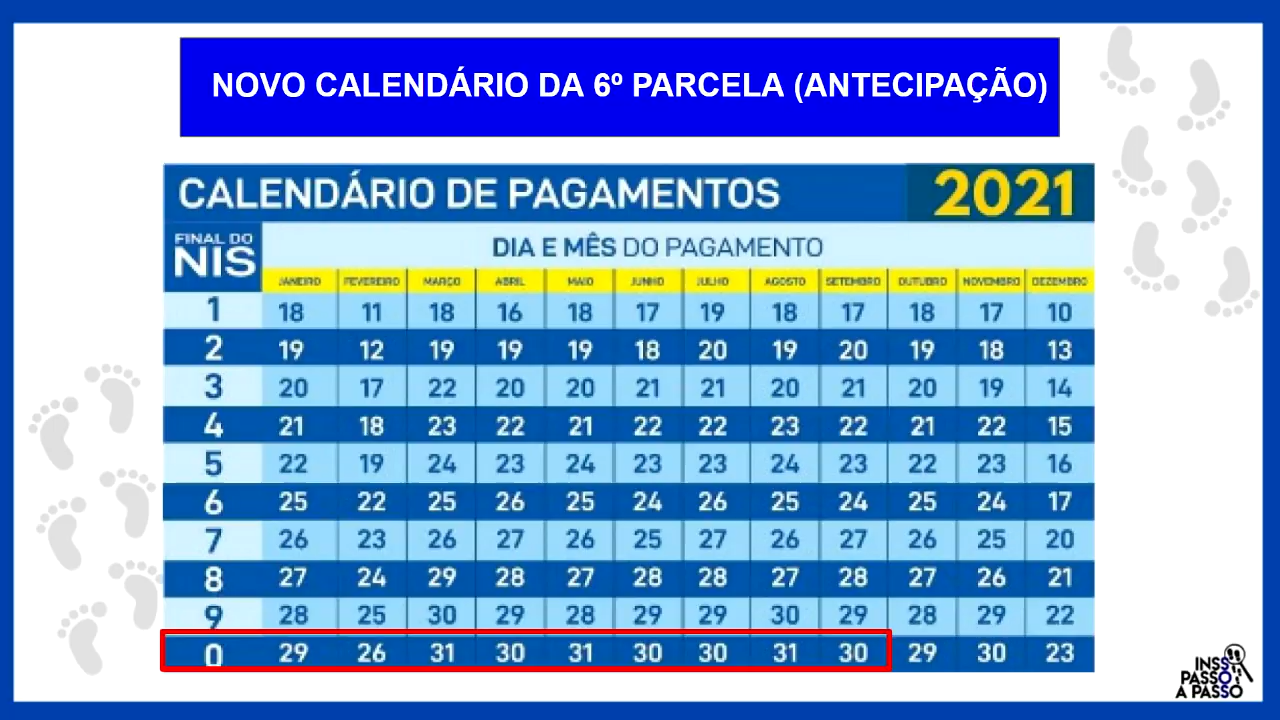 NOVO CALENDÁRIO DA 6º PARCELA (ANTECIPAÇÃO)
CALENDÁRIO DE PAGAMENTOS 2021
FINAL DO NIS
DIA E MÊS DO PAGAMENTO
JANEIRO FEVEREIRO MARÇO ABRIL MAIO JUNHO JULHO AGOSTO SETEMBRO OUTUBRO NOVEMBRO DEZEMBRO
1 18 11 18 16 18 17 19 18 17 18 17 10
2 19 12 19 19 19 18 20 19 20 19 18 13
3 20 17 22 20 20 21 21 20 21 20 19 14
4 21 18 23 22 21 22 22 23 22 21 22 15
5 22 19 24 23 24 23 23 24 23 22 23 16
6 25 22 25 26 25 24 26 25 24 25 24 17
7 26 23 26 27 26 25 27 26 27 26 25 20
8 27 24 29 28 27 28 28 27 28 27 26 21
9 28 25 30 29 28 29 29 30 29 28 29 22
0 29 26 31 30 31 30 30 31 30 29 30 23
INSS
PASSO
A PASSO